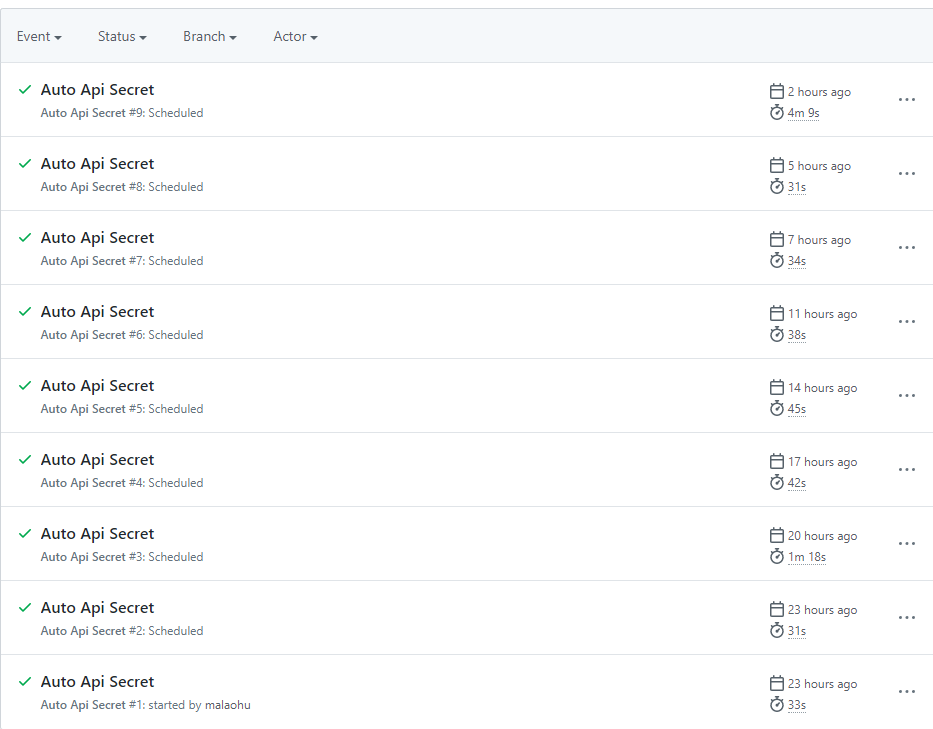 Event Status Branch Actor
Auto Api Secret
2 hours ago
Auto Api Secret #9: Scheduled
4m 9s
Auto Api Secret
5 hours ago
Auto Api Secret #8: Scheduled
31s
Auto Api Secret
7 hours ago
Auto Api Secret #7: Scheduled
34s
Auto Api Secret
11 hours ago
Auto Api Secret #6: Scheduled
38s
Auto Api Secret
14 hours ago
Auto Api Secret #5: Scheduled
45s
Auto Api Secret
17 hours ago
Auto Api Secret #4: Scheduled
42s
Auto Api Secret
20 hours ago
Auto Api Secret #3: Scheduled
1m 18s
Auto Api Secret
23 hours ago
Auto Api Secret #2: Scheduled
31s
Auto Api Secret
23 hours ago
Auto Api Secret #1: started by malaohu
33s